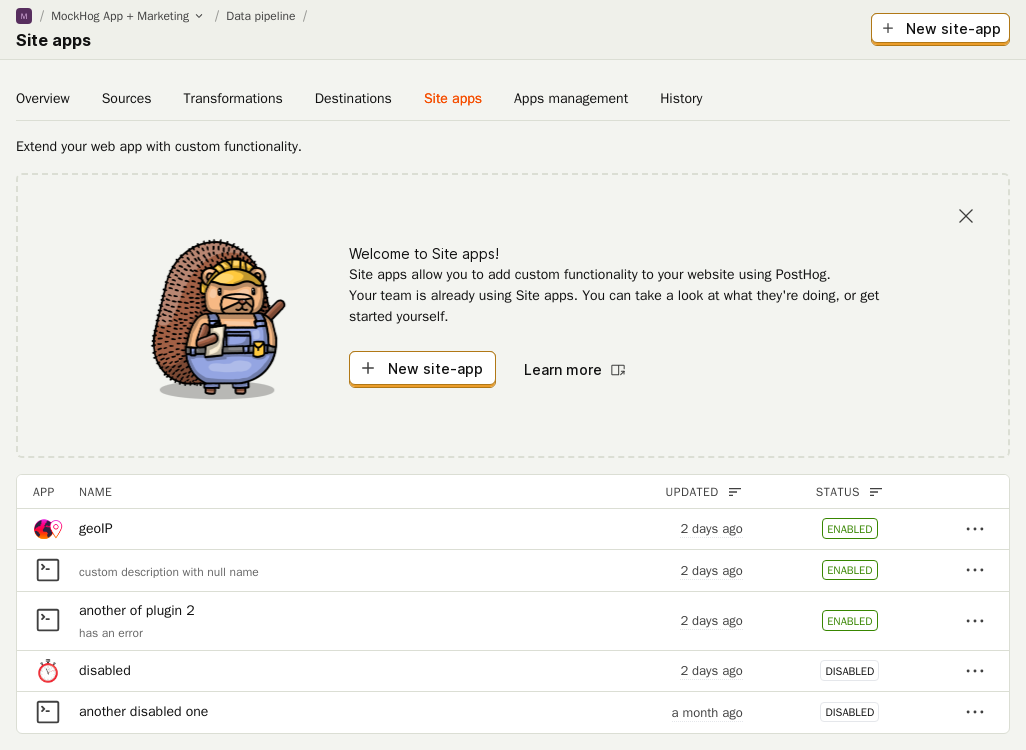 M / MockHog App + Marketing / Data pipeline /
Site apps
New site-app
Overview Sources Transformations Destinations Site apps Apps management History
Extend your web app with custom functionality.
Welcome to Site apps!
Site apps allow you to add custom functionality to your website using PostHog.
Your team is already using Site apps. You can take a look at what they're doing, or get
started yourself.
New site-app Learn more
APP NAME UPDATED STATUS
geoIP 2 days ago ENABLED
custom description with null name 2 days ago ENABLED
another of plugin 2
has an error 2 days ago ENABLED
disabled 2 days ago DISABLED
another disabled one a month ago DISABLED